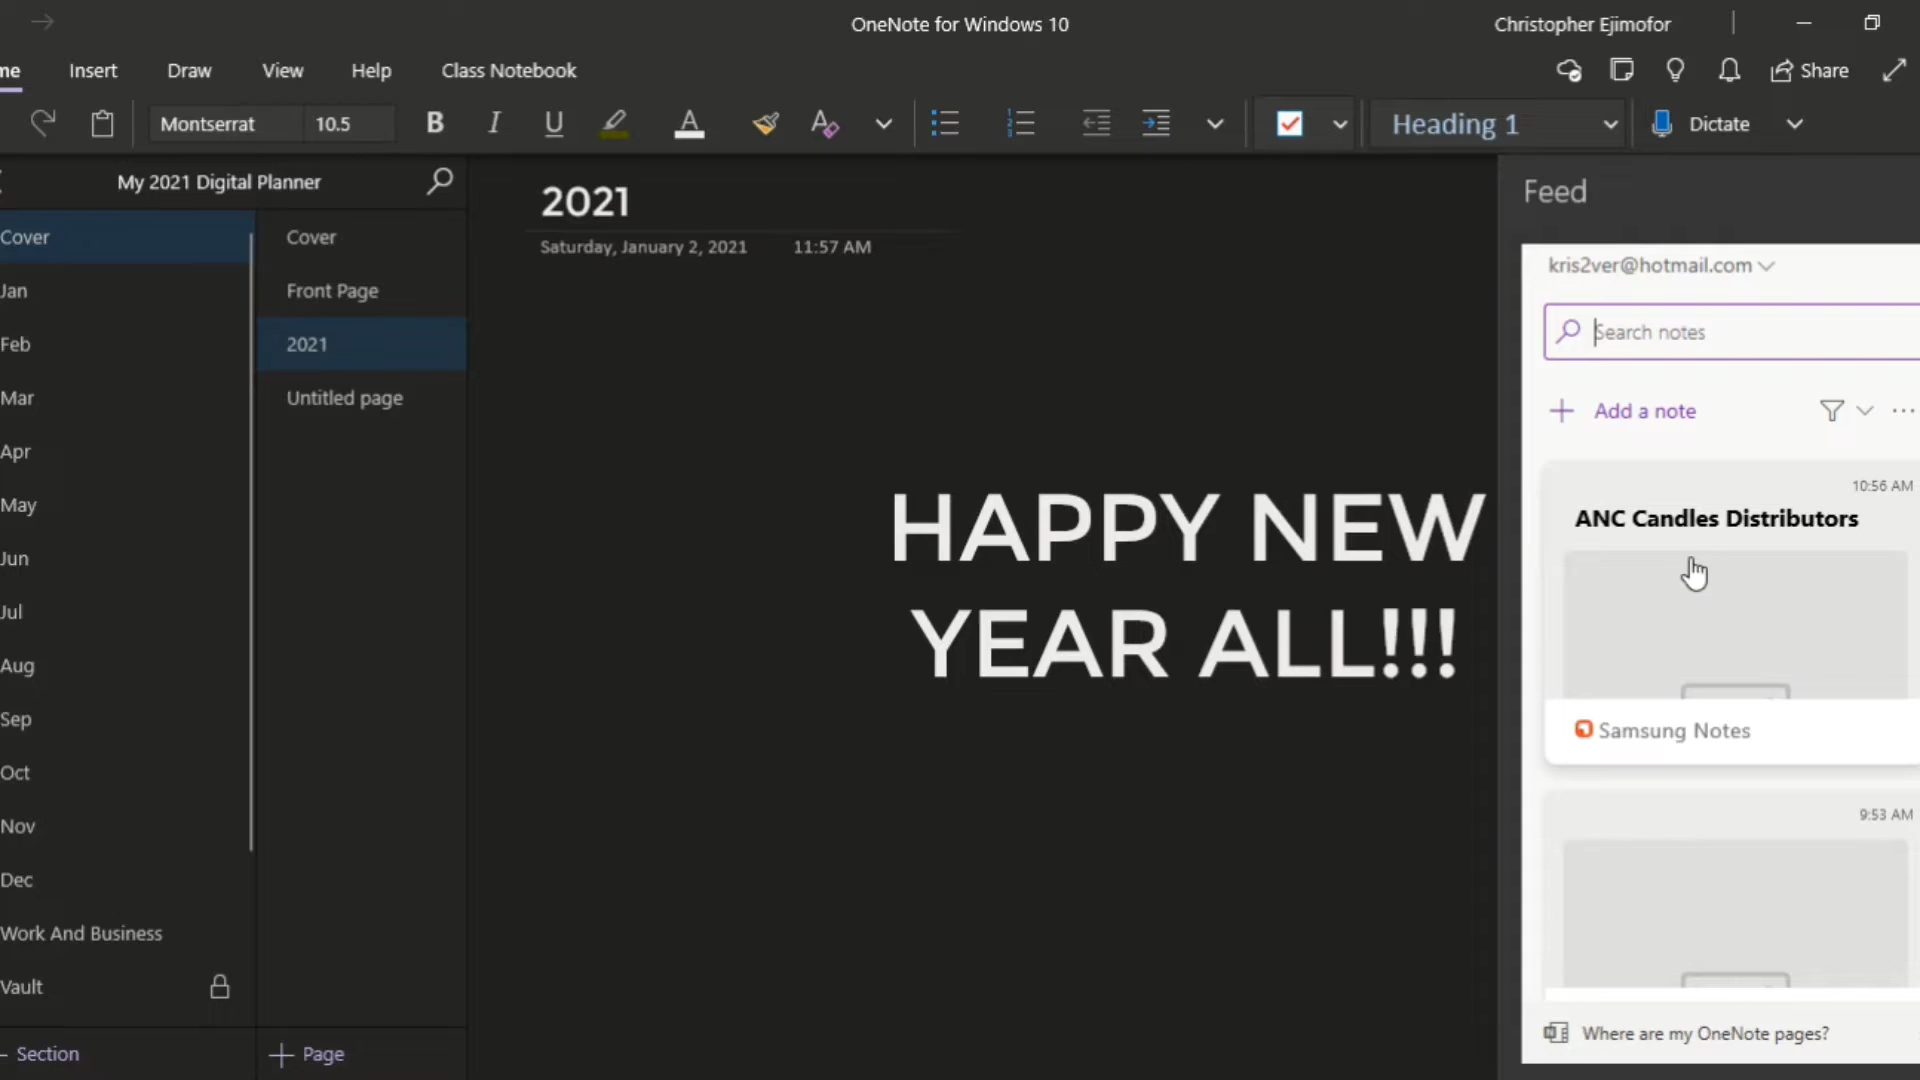 OneNote for Windows 10
Christopher Ejimofor
me Insert Draw View Help Class Notebook
Share
Montserrat 10.5
B I U A A
Heading 1
Dictate
My 2021 Digital Planner
Cover
Jan
Feb
Mar
Apr
May
Jun
Jul
Aug
Sep
Oct
Nov
Dec
Work And Business
Vault
Section
Cover
Front Page
2021
Untitled page
Page
2021
Saturday, January 2, 2021 11:57 AM
HAPPY NEW
YEAR ALL!!!
Feed
kris2ver@hotmail.com
Search notes
Add a note
10:56 AM
ANC Candles Distributors
Samsung Notes
9:53 AM
Where are my OneNote pages?